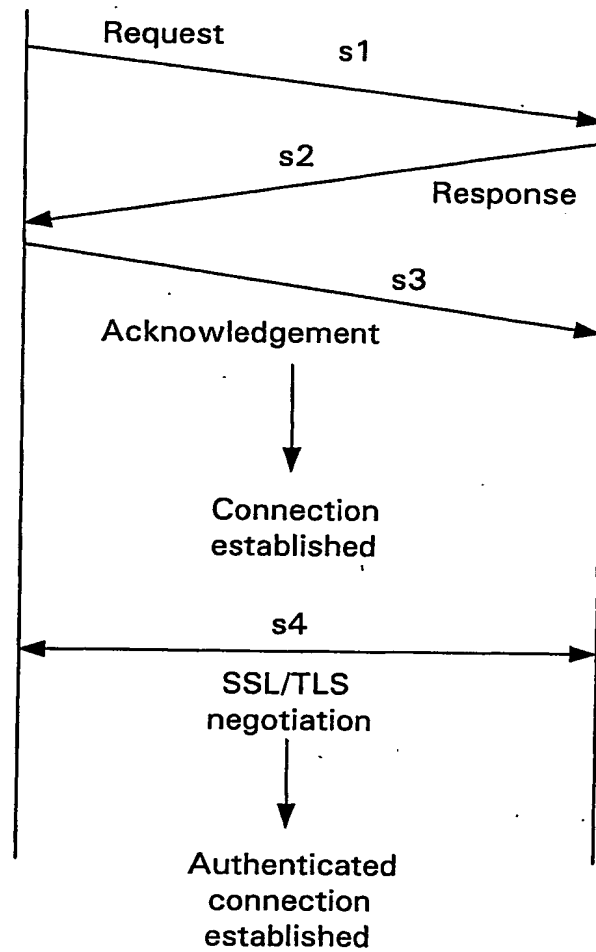 Request
s1
s2
Response
s3
Acknowledgement
Connection
established
s4
SSL/TLS
negotiation
Authenticated
connection
established